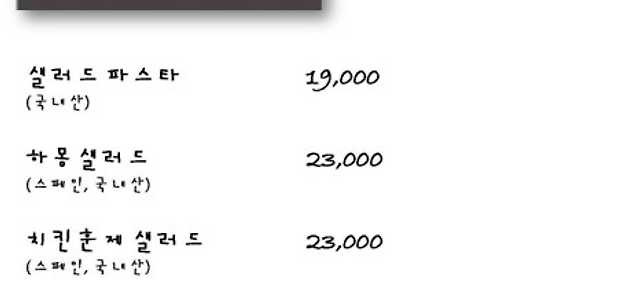 샐러드파스타 19,000
(국내산)
하몽샐러드 23,000
(스페인, 국내산)
치킨훈제샐러드 23,000
(스페인, 국내산)